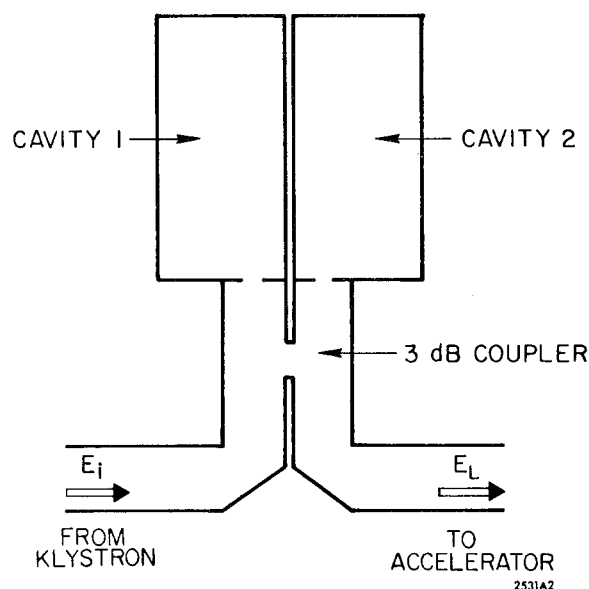 CAVITY 1
CAVITY 2
3 dB COUPLER
Ei
EL
FROM
KLYSTRON
TO
ACCELERATOR
2531A2